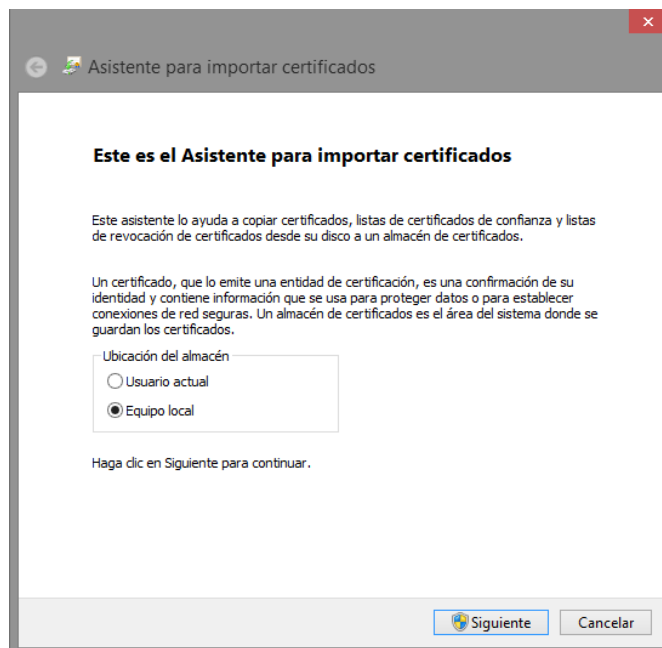 Asistente para importar certificados
Este es el Asistente para importar certificados
Este asistente lo ayuda a copiar certificados, listas de certificados de confianza y listas
de revocación de certificados desde su disco a un almacén de certificados.
Un certificado, que lo emite una entidad de certificación, es una confirmación de su
identidad y contiene información que se usa para proteger datos o para establecer
conexiones de red seguras. Un almacén de certificados es el área del sistema donde se
guardan los certificados.
Ubicación del almacén
Usuario actual
Equipo local
Haga clic en Siguiente para continuar.
Siguiente Cancelar